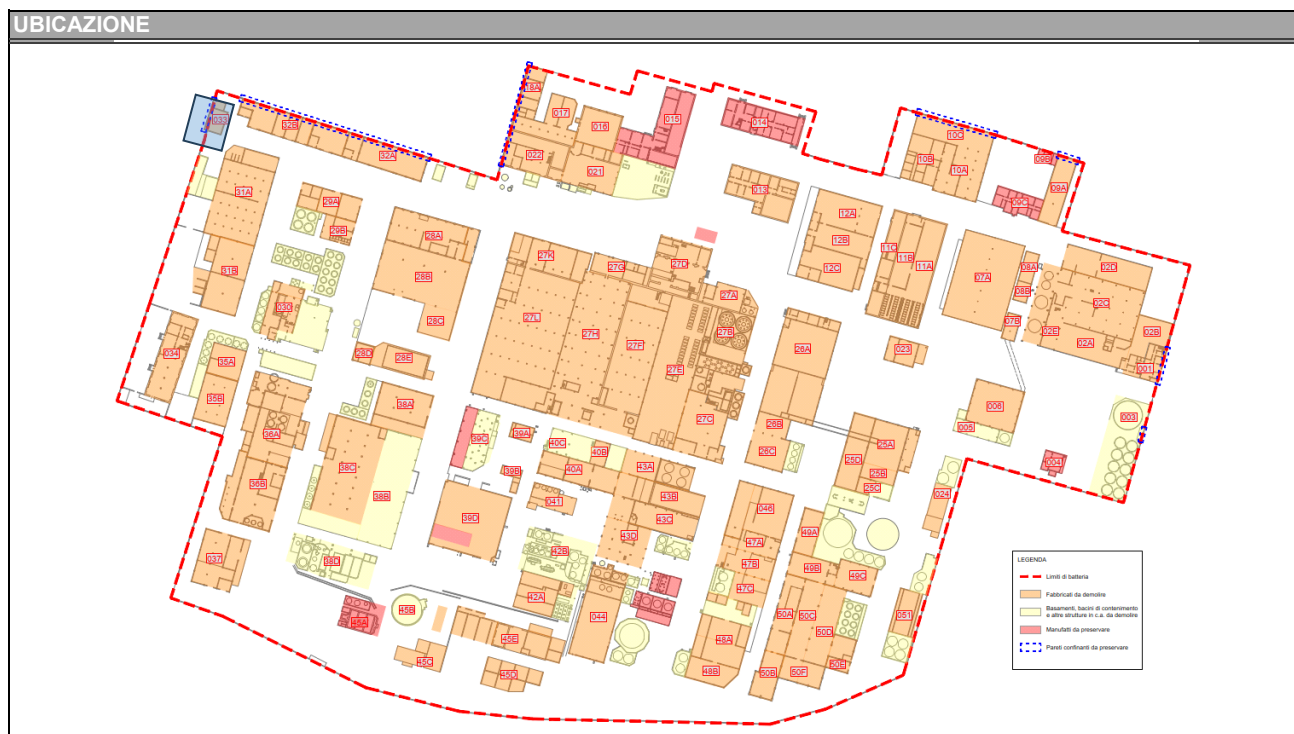 UBICAZIONE
18A
017
016
015
014
033
32B
32A
022
021
10C
10B
10A
09B
09A
09C
013
31A
29A
29B
28A
12A
12B
12C
11C
11B
11A
07A
08A
08B
07B
02D
02C
02E
02A
02B
001
31B
28B
28C
27K
27G
27D
27A
27L
27H
27F
27B
27E
27C
030
034
35A
35B
28D
28E
26A
023
006
005
003
004
38A
36A
36B
38C
38B
39C
39A
39B
39D
40C
40B
40A
041
43A
43B
43C
43D
26B
26C
25A
25D
25B
25C
024
046
47A
47B
47C
49A
49B
49C
037
38D
42B
42A
044
45A
45B
45C
45E
45D
48A
48B
50A
50C
50D
50E
50B
50F
051
LEGENDA
Limiti di batteria
Fabbricati da demolire
Basamenti, bacini di contenimento
e altre strutture in c.a. da demolire
Manufatti da preservare
Pareti confinanti da preservare